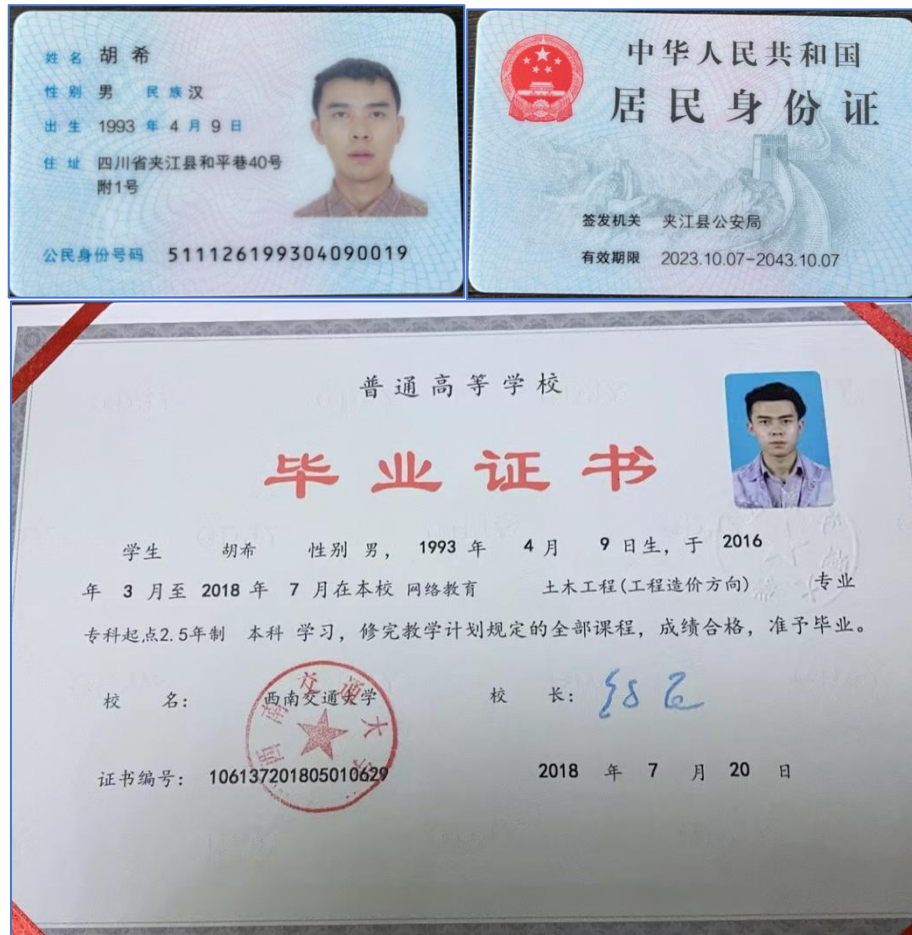 姓名 胡希
性别 男 民族 汉
出生 1993 年 4 月 9 日
住址 四川省夹江县和平巷40号
附1号
公民身份号码 511126199304090019
中华人民共和国
居民身份证
签发机关 夹江县公安局
有效期限 2023.10.07-2043.10.07
普通高等学校
毕业证书
学生 胡希 性别 男， 1993 年 4 月 9 日生，于 2016
年 3 月至 2018 年 7 月在本校 网络教育 土木工程(工程造价方向) 专业
专科起点2.5年制 本科 学习，修完教学计划规定的全部课程，成绩合格，准予毕业。
校 名： 西南交通大学 校 长：
西南交通大学
证书编号： 106137201805010629 2018 年 7 月 20 日